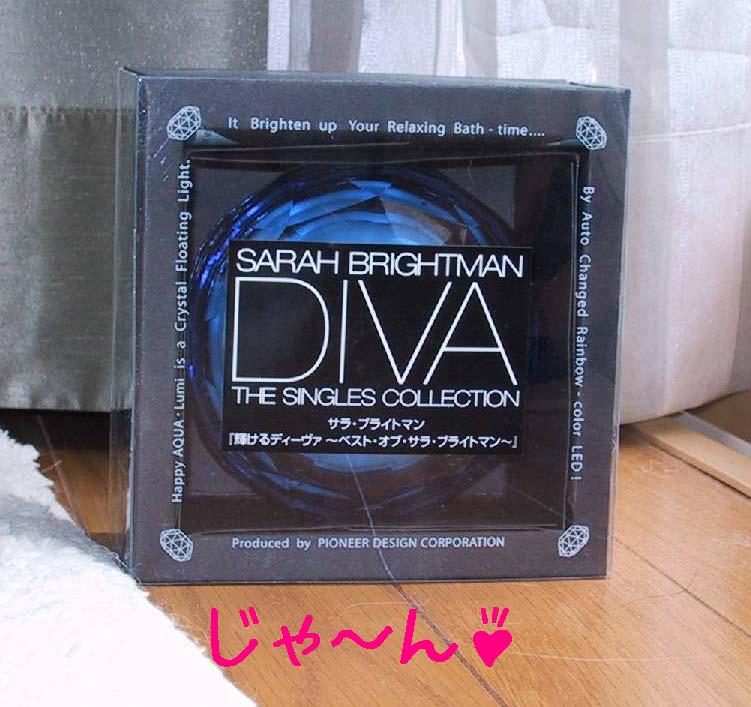 It Brighten up Your Relaxing Bath-time....
By Auto Changed Rainbow-color LED!
Happy AQUA・Lumi is a Crystal Floating Light.
SARAH BRIGHTMAN
DIVA
THE SINGLES COLLECTION
サラ・ブライトマン
『輝けるディーヴァ ～ベスト・オブ・サラ・ブライトマン～』
Produced by PIONEER DESIGN CORPORATION
じゃ～ん